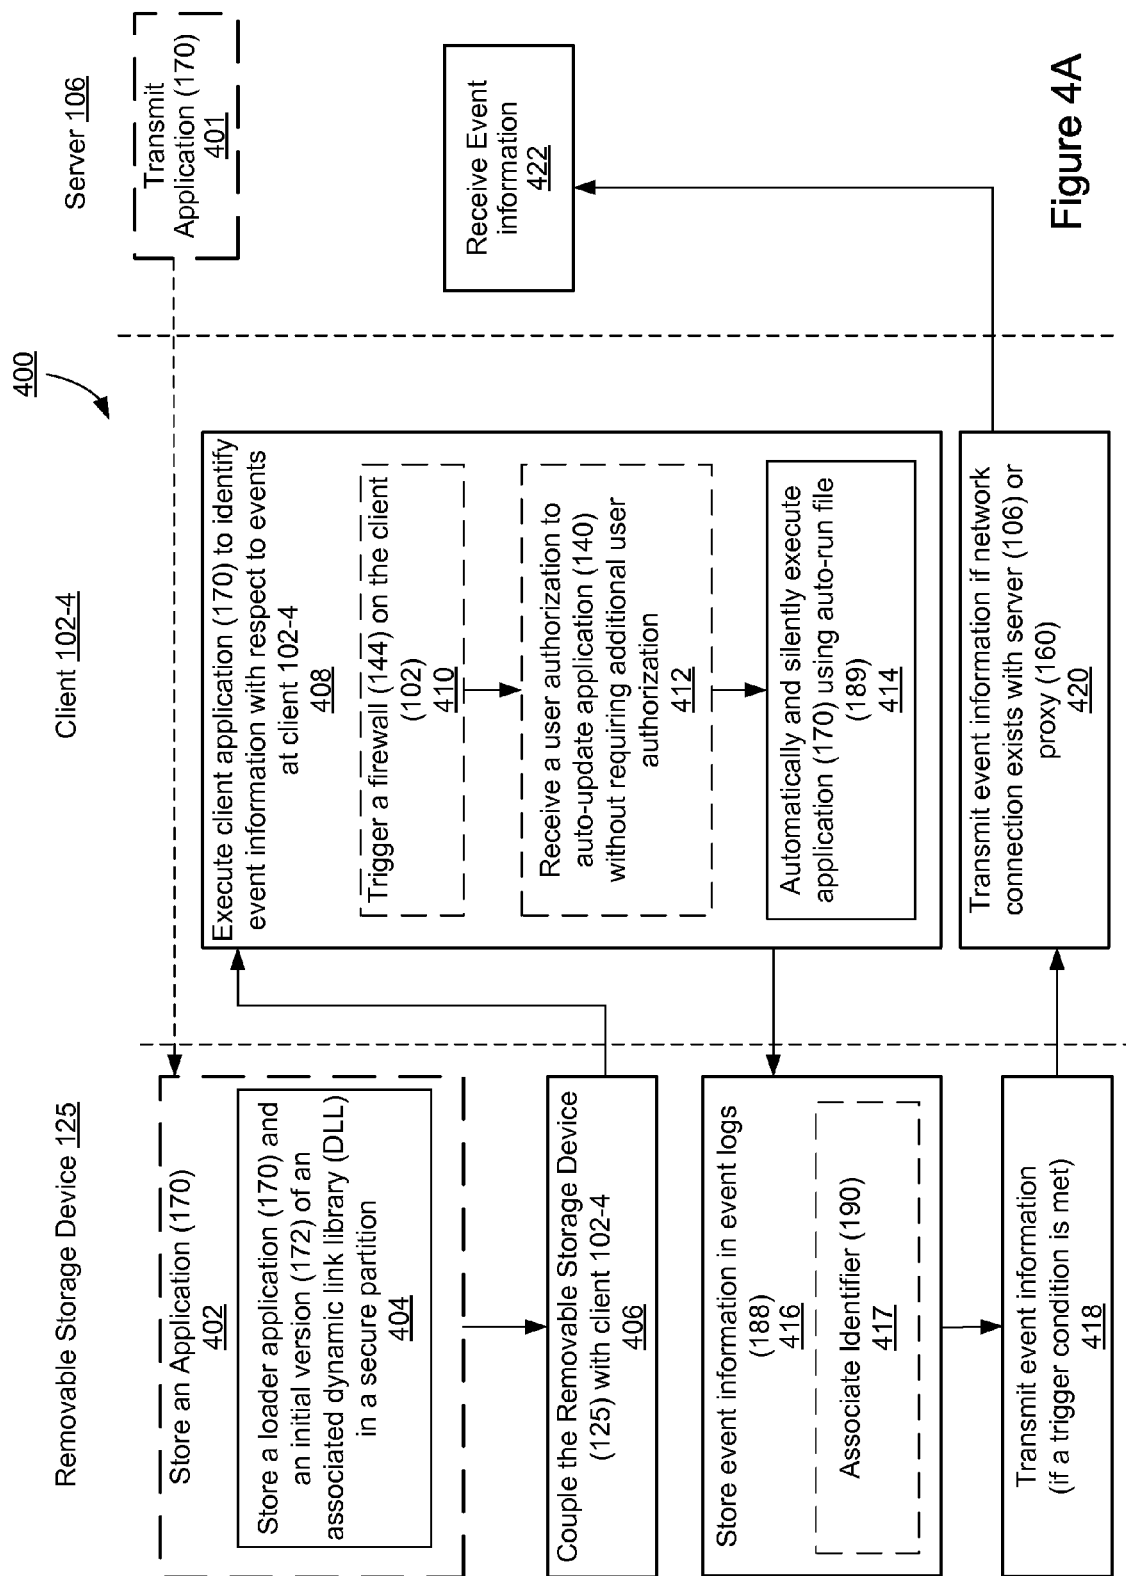 400
Removable Storage Device 125
Client 102-4
Server 106
Transmit
Application (170)
401
Store an Application (170)
402
Store a loader application (170) and
an initial version (172) of an
associated dynamic link library (DLL)
in a secure partition
404
Couple the Removable Storage Device
(125) with client 102-4
406
Execute client application (170) to identify
event information with respect to events
at client 102-4
408
Trigger a firewall (144) on the client
(102)
410
Receive a user authorization to
auto-update application (140)
without requiring additional user
authorization
412
Automatically and silently execute
application (170) using auto-run file
(189)
414
Store event information in event logs
(188) 416
Associate Identifier (190)
417
Transmit event information
(if a trigger condition is met)
418
Transmit event information if network
connection exists with server (106) or
proxy (160)
420
Receive Event
information
422
Figure 4A